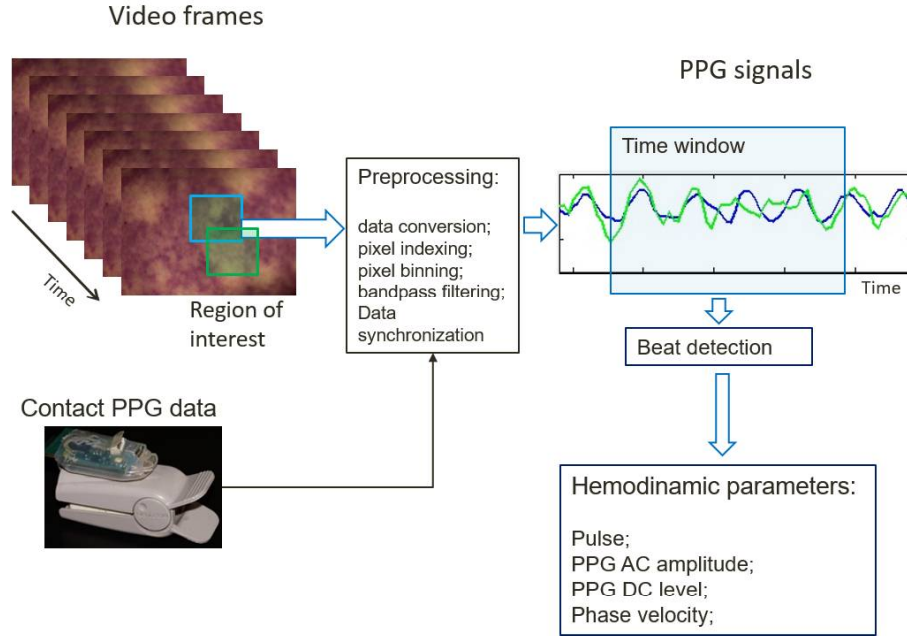 Video frames
PPG signals
Time window
Preprocessing:
data conversion;
pixel indexing;
pixel binning;
bandpass filtering;
Data
synchronization
Time
Time
Region of
interest
Beat detection
Contact PPG data
Hemodinamic parameters:
Pulse;
PPG AC amplitude;
PPG DC level;
Phase velocity;